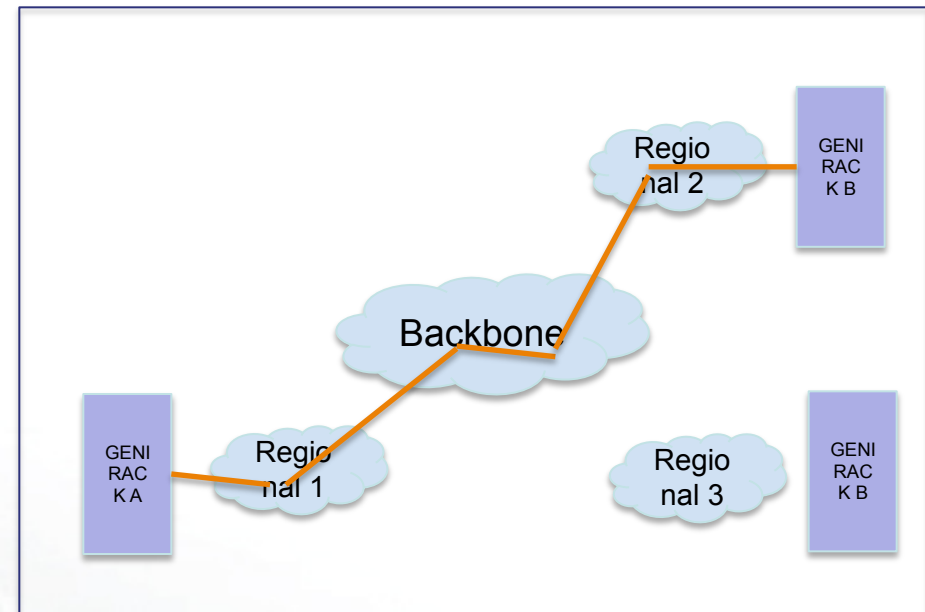 Regio
nal 2
GENI
RAC
K B
Backbone
GENI
RAC
K A
Regio
nal 1
Regio
nal 3
GENI
RAC
K B